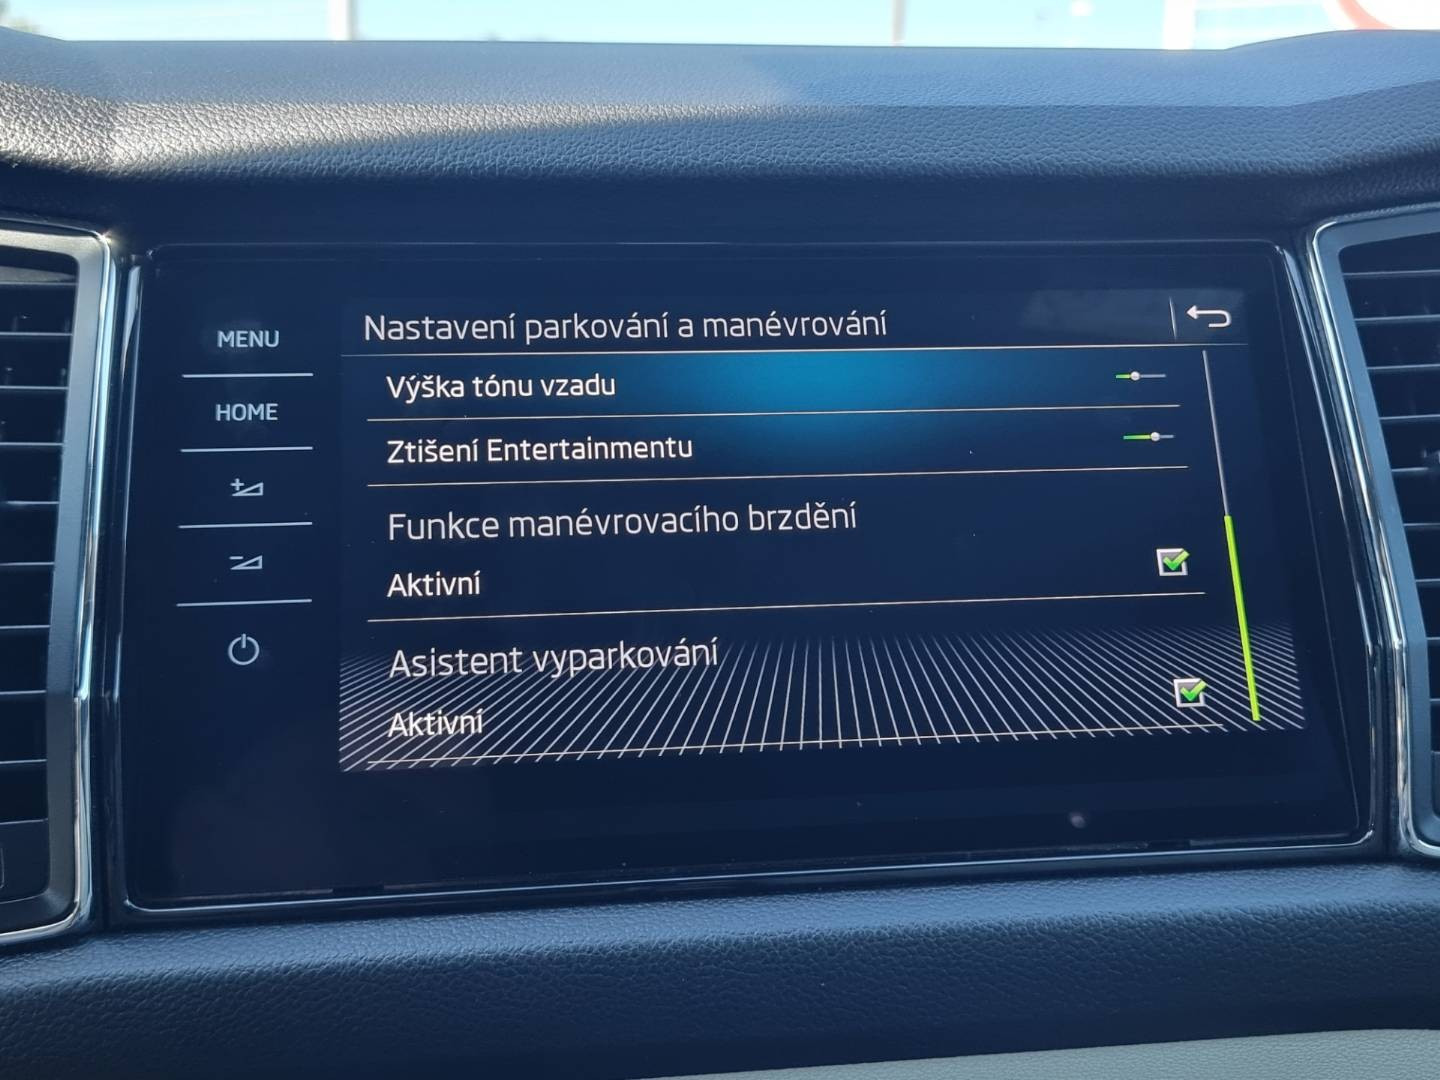 Nastavení parkování a manévrování
MENU
HOME
Výška tónu vzadu
Ztišení Entertainmentu
Funkce manévrovacího brzdění
Aktivní
Asistent vyparkování
Aktivní